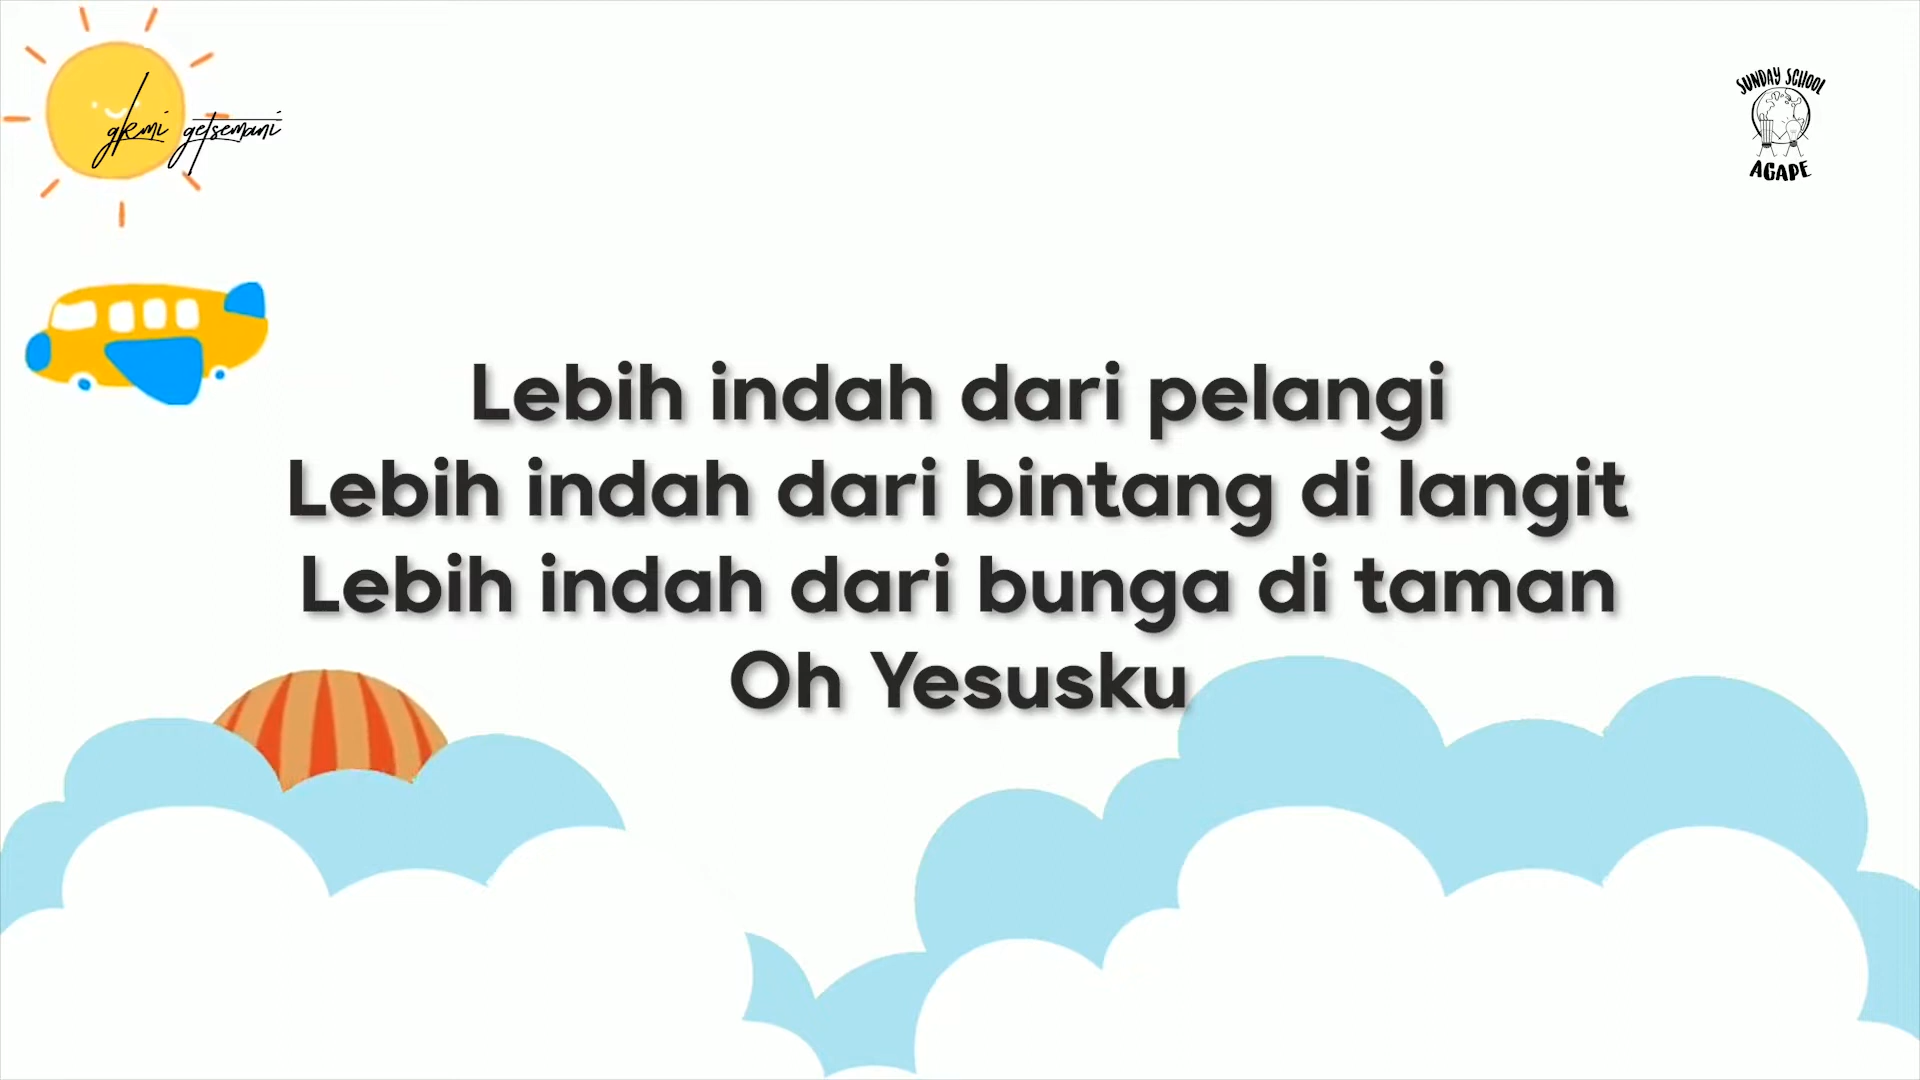 gkmi getsemani
SUNDAY SCHOOL
AGAPE
Lebih indah dari pelangi
Lebih indah dari bintang di langit
Lebih indah dari bunga di taman
Oh Yesusku